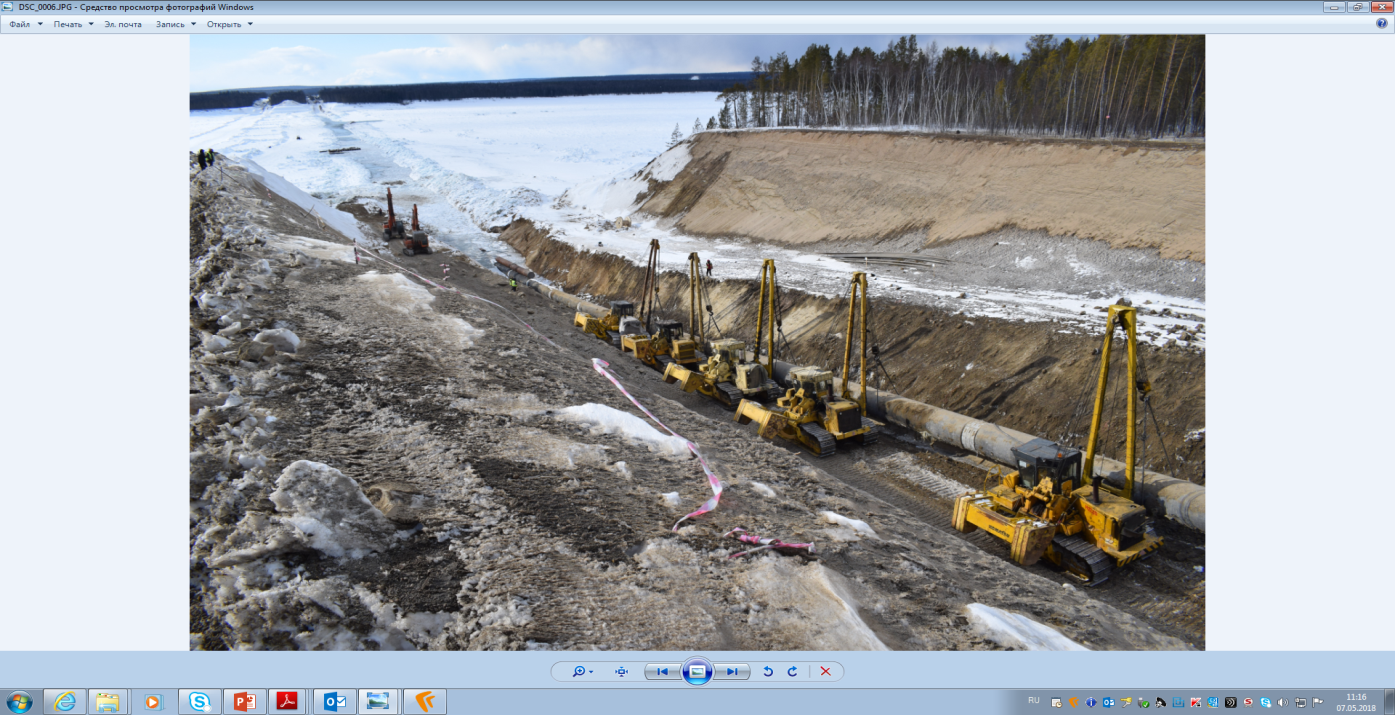 DSC_0006.JPG - Средство просмотра фотографий Windows
Файл Печать Эл. почта Запись Открыть
RU
11:16
07.05.2018